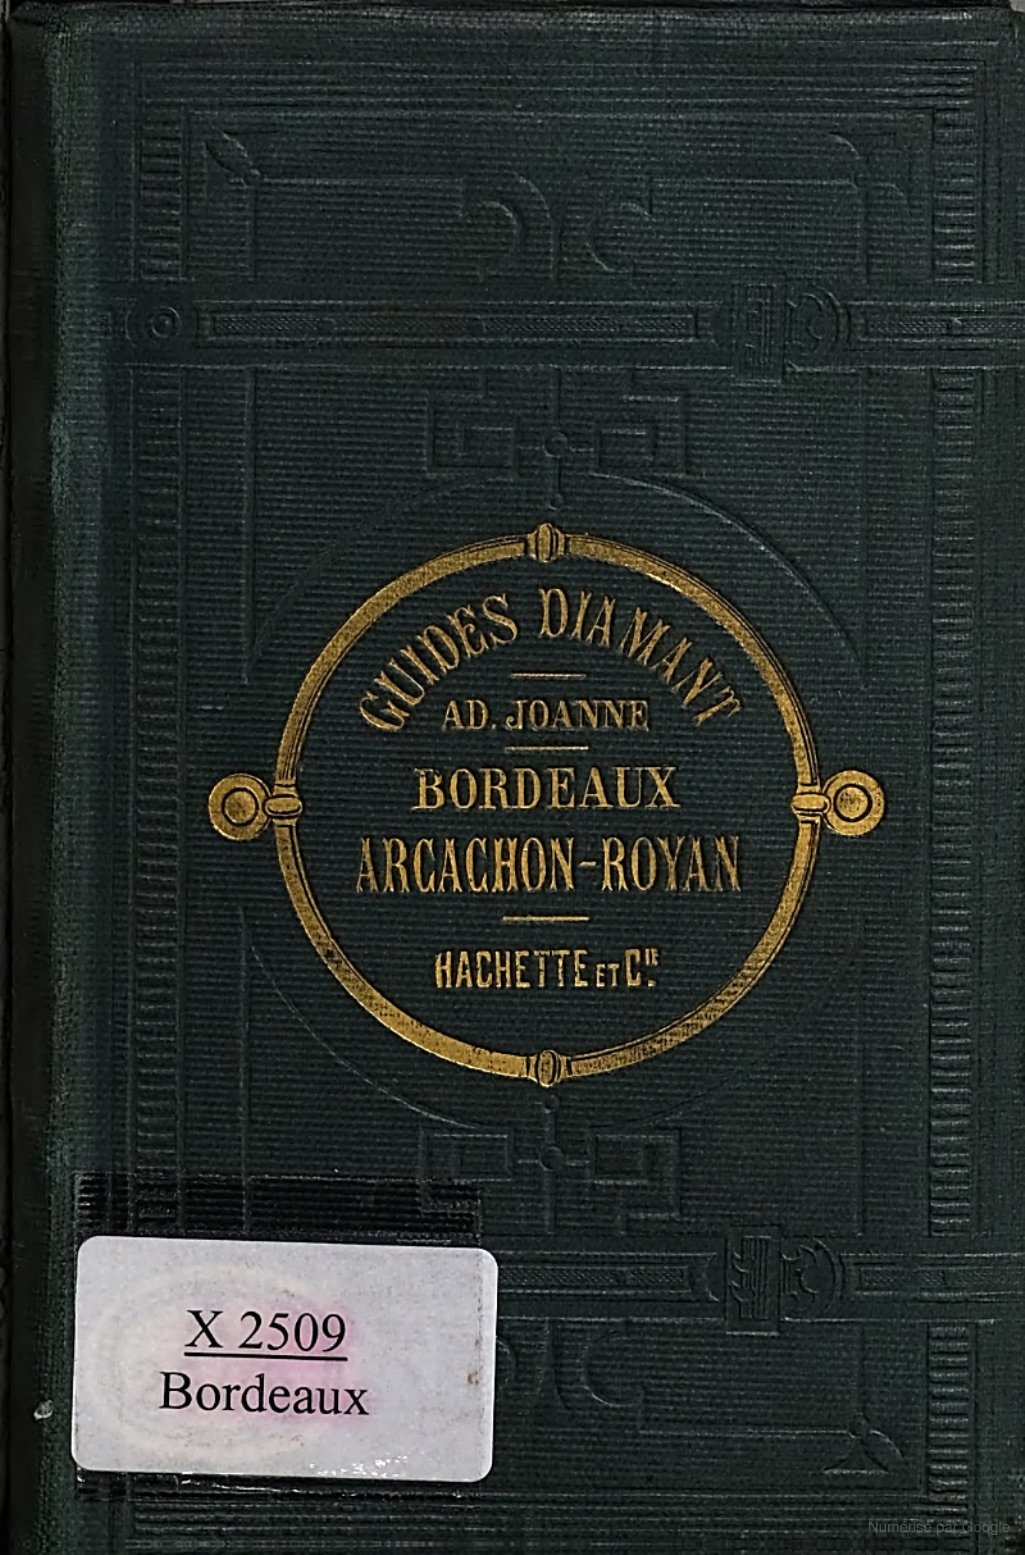 GUIDES DIAMANT
AD. JOANNE
BORDEAUX
ARCACHON-ROYAN
HACHETTE ET Cie.
X 2509
Bordeaux
Numérisé par Google